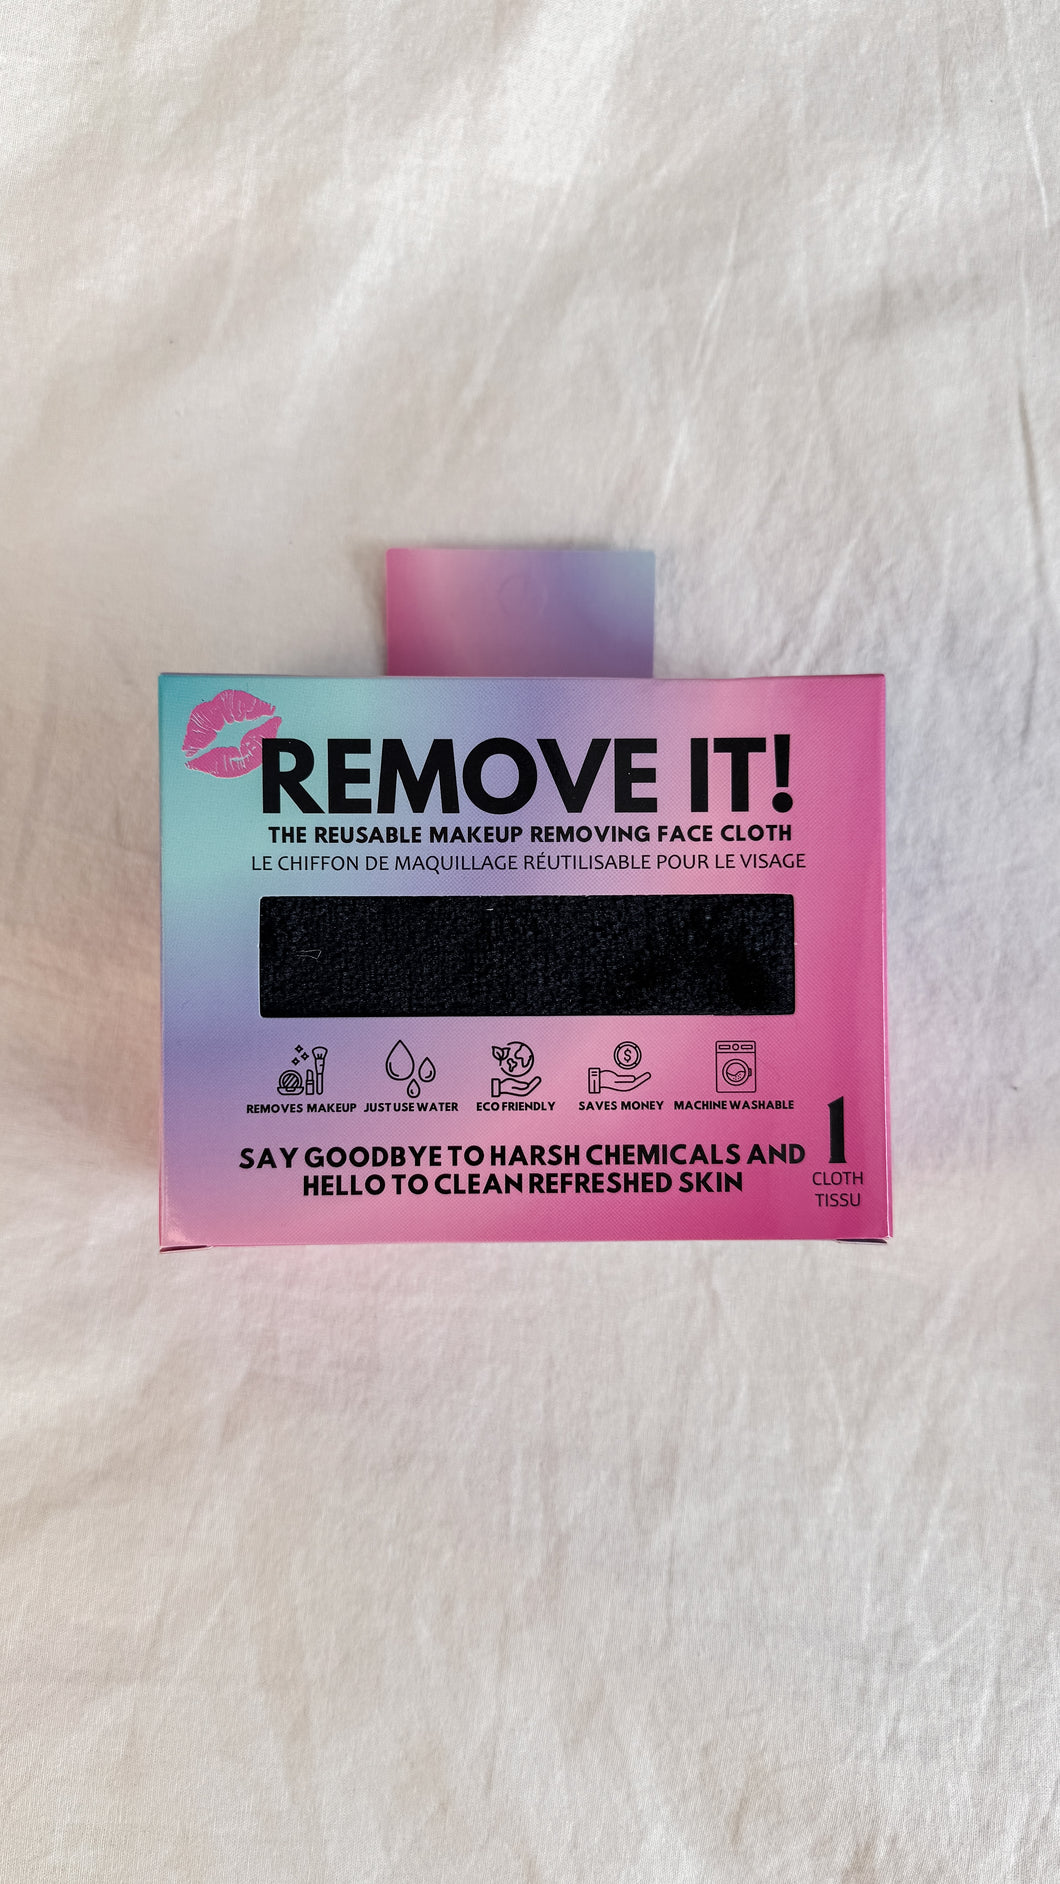 REMOVE IT!
THE REUSABLE MAKEUP REMOVING FACE CLOTH
LE CHIFFON DE MAQUILLAGE RÉUTILISABLE POUR LE VISAGE
REMOVES MAKEUP JUST USE WATER ECO FRIENDLY SAVES MONEY MACHINE WASHABLE
SAY GOODBYE TO HARSH CHEMICALS AND
HELLO TO CLEAN REFRESHED SKIN
1
CLOTH
TISSU